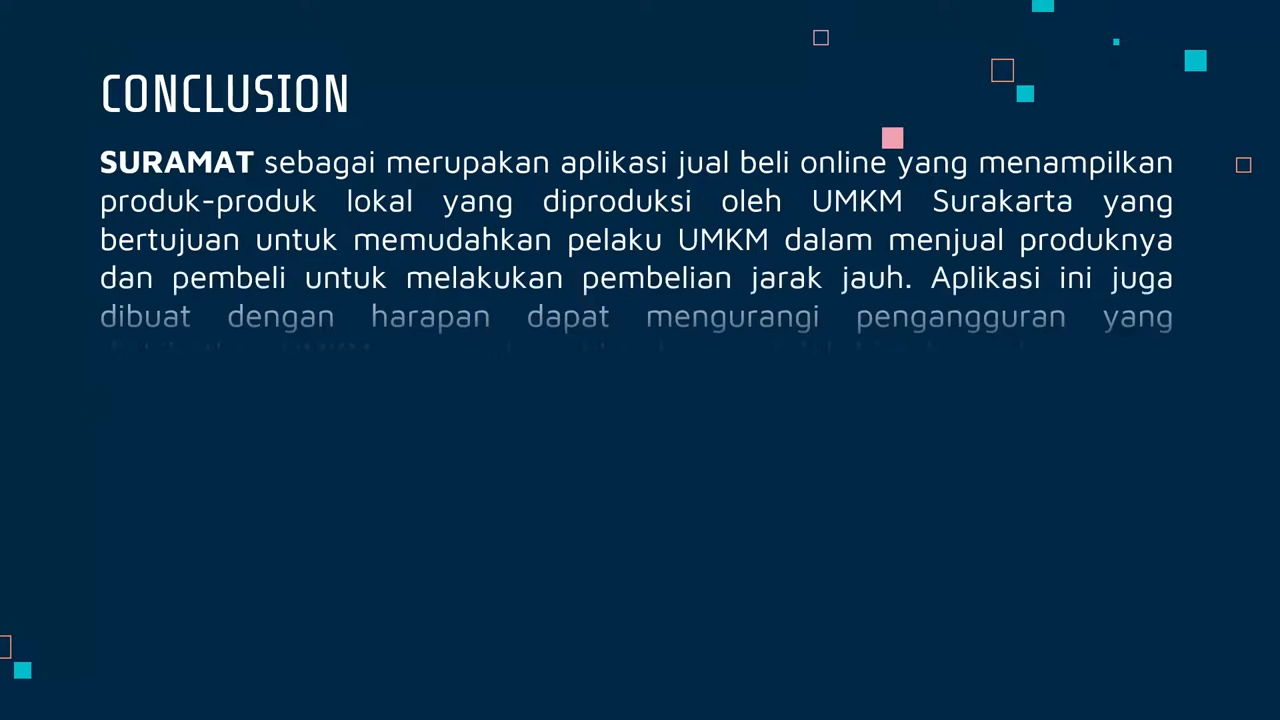 CONCLUSION
SURAMAT sebagai merupakan aplikasi jual beli online yang menampilkan
produk-produk lokal yang diproduksi oleh UMKM Surakarta yang
bertujuan untuk memudahkan pelaku UMKM dalam menjual produknya
dan pembeli untuk melakukan pembelian jarak jauh. Aplikasi ini juga
dibuat dengan harapan dapat mengurangi pengangguran yang